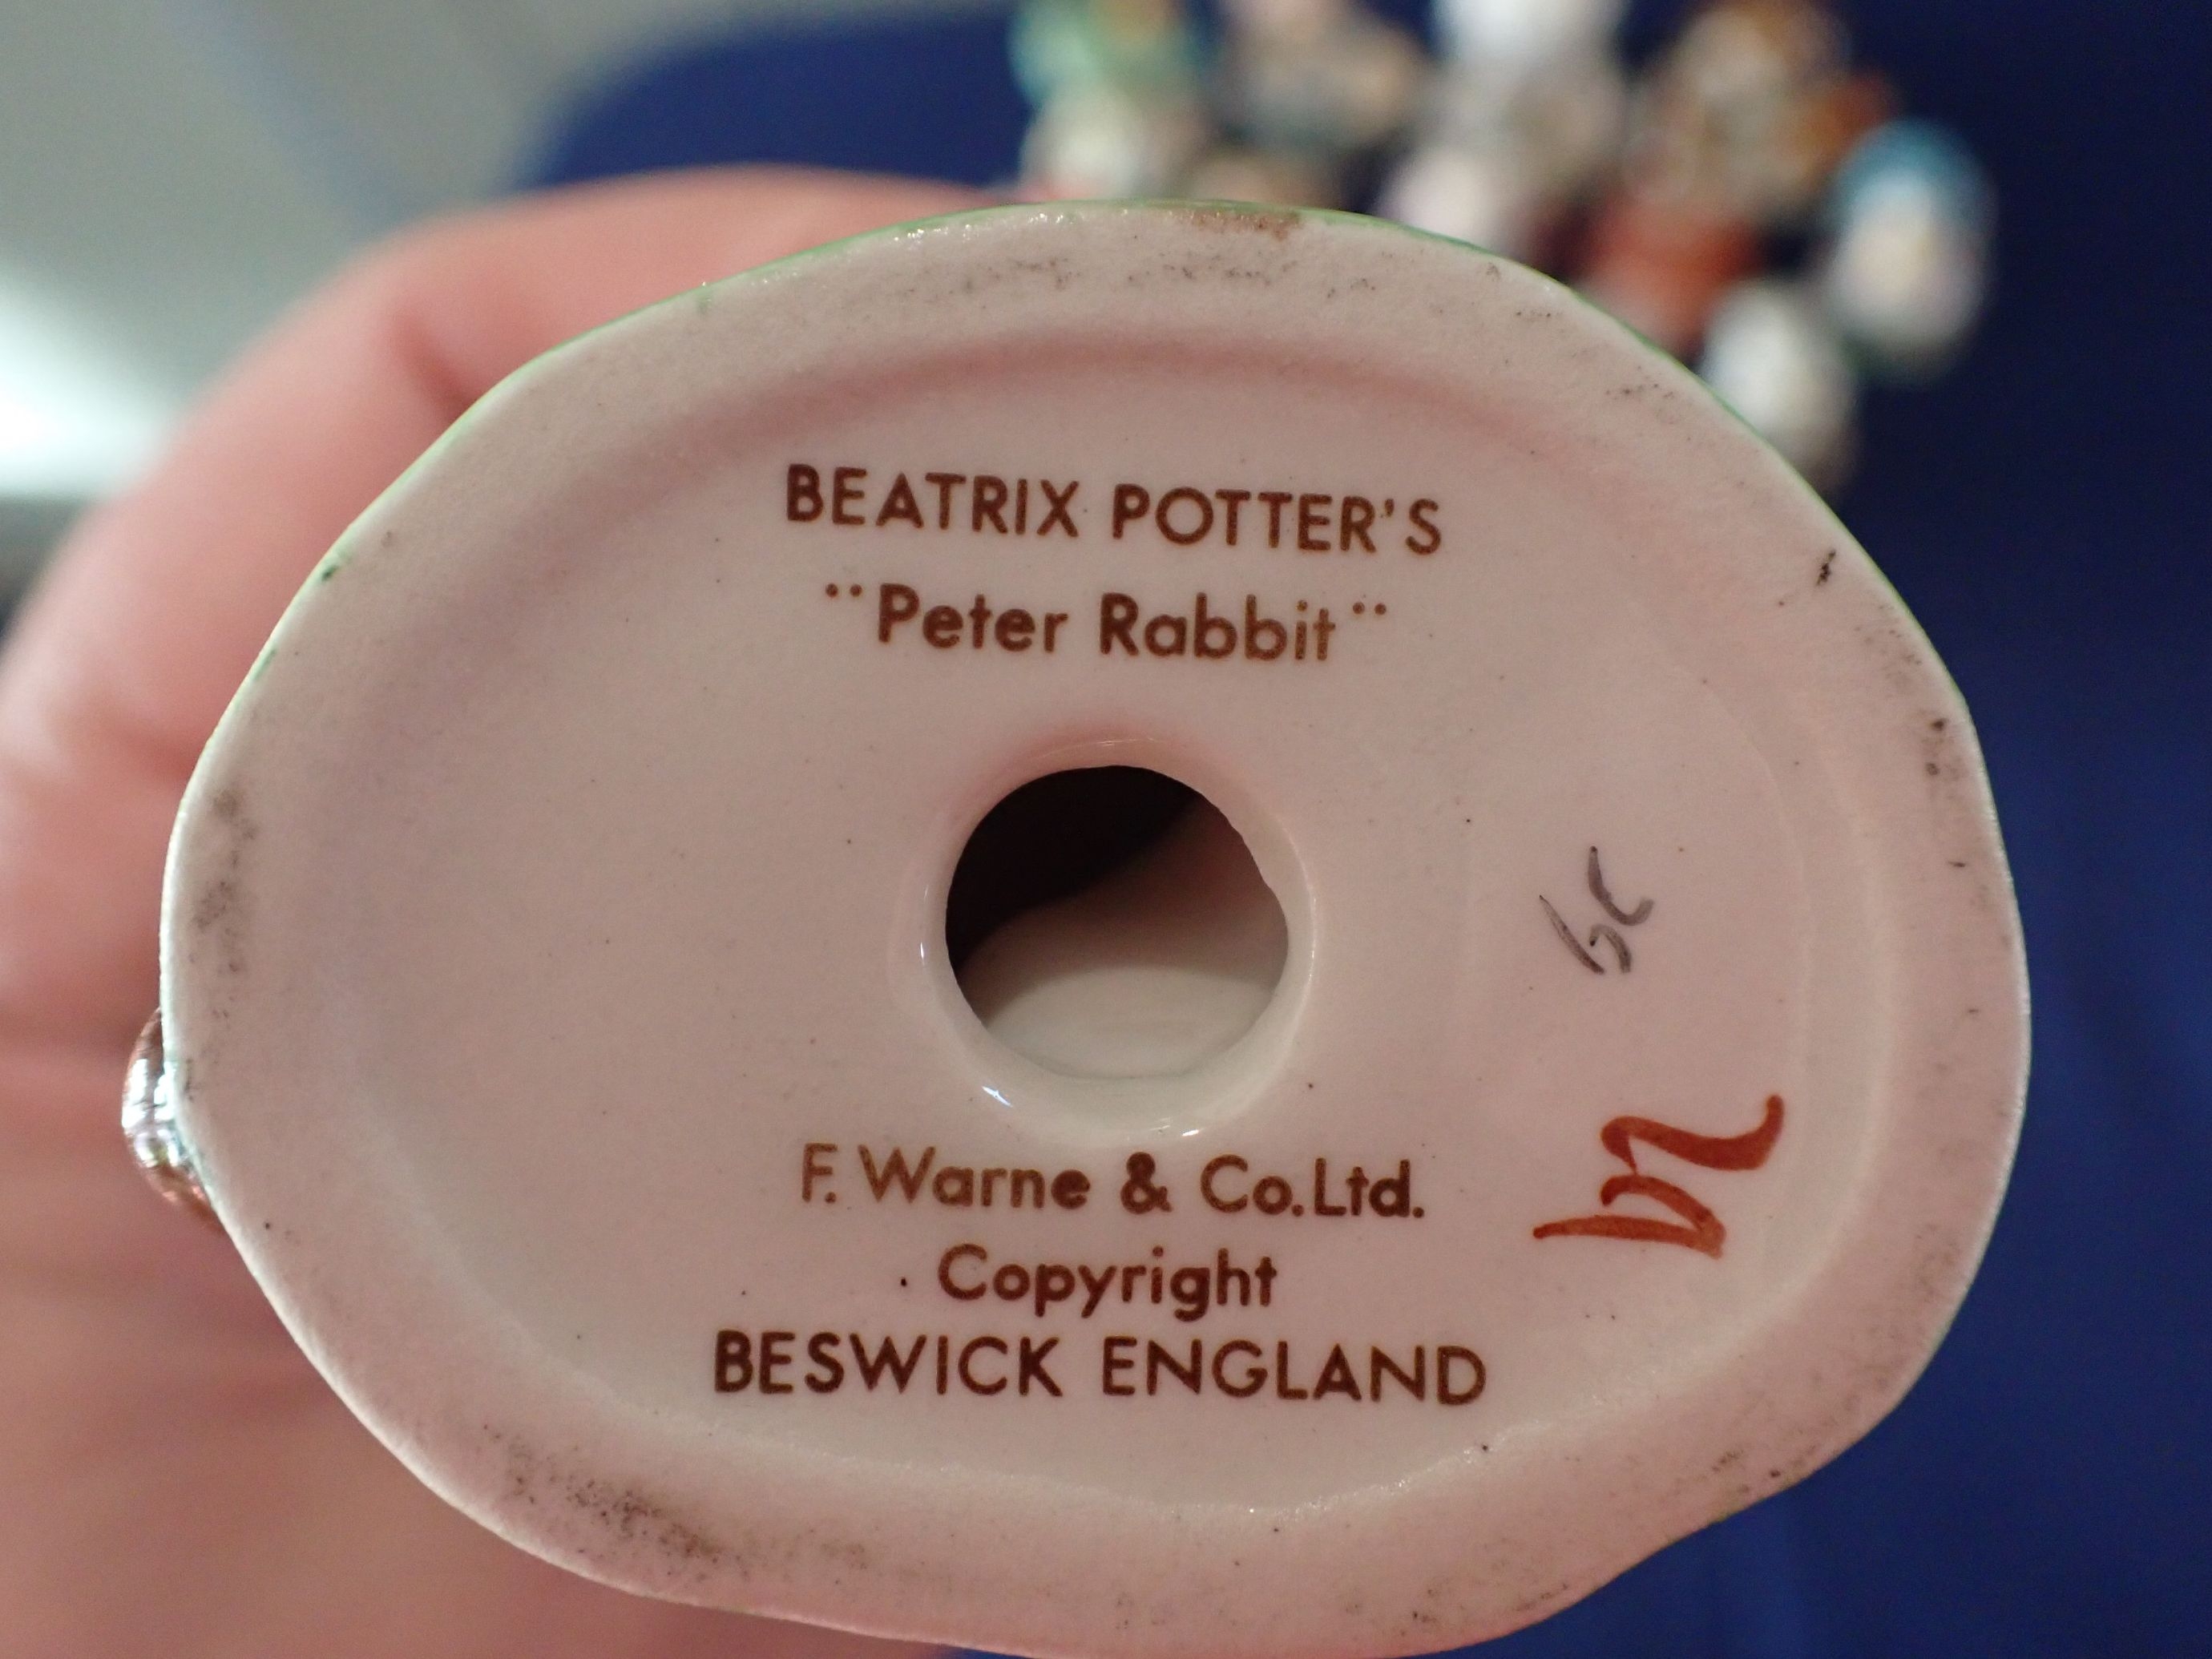 BEATRIX POTTER'S
¨Peter Rabbit¨
F. Warne & Co. Ltd.
Copyright
BESWICK ENGLAND